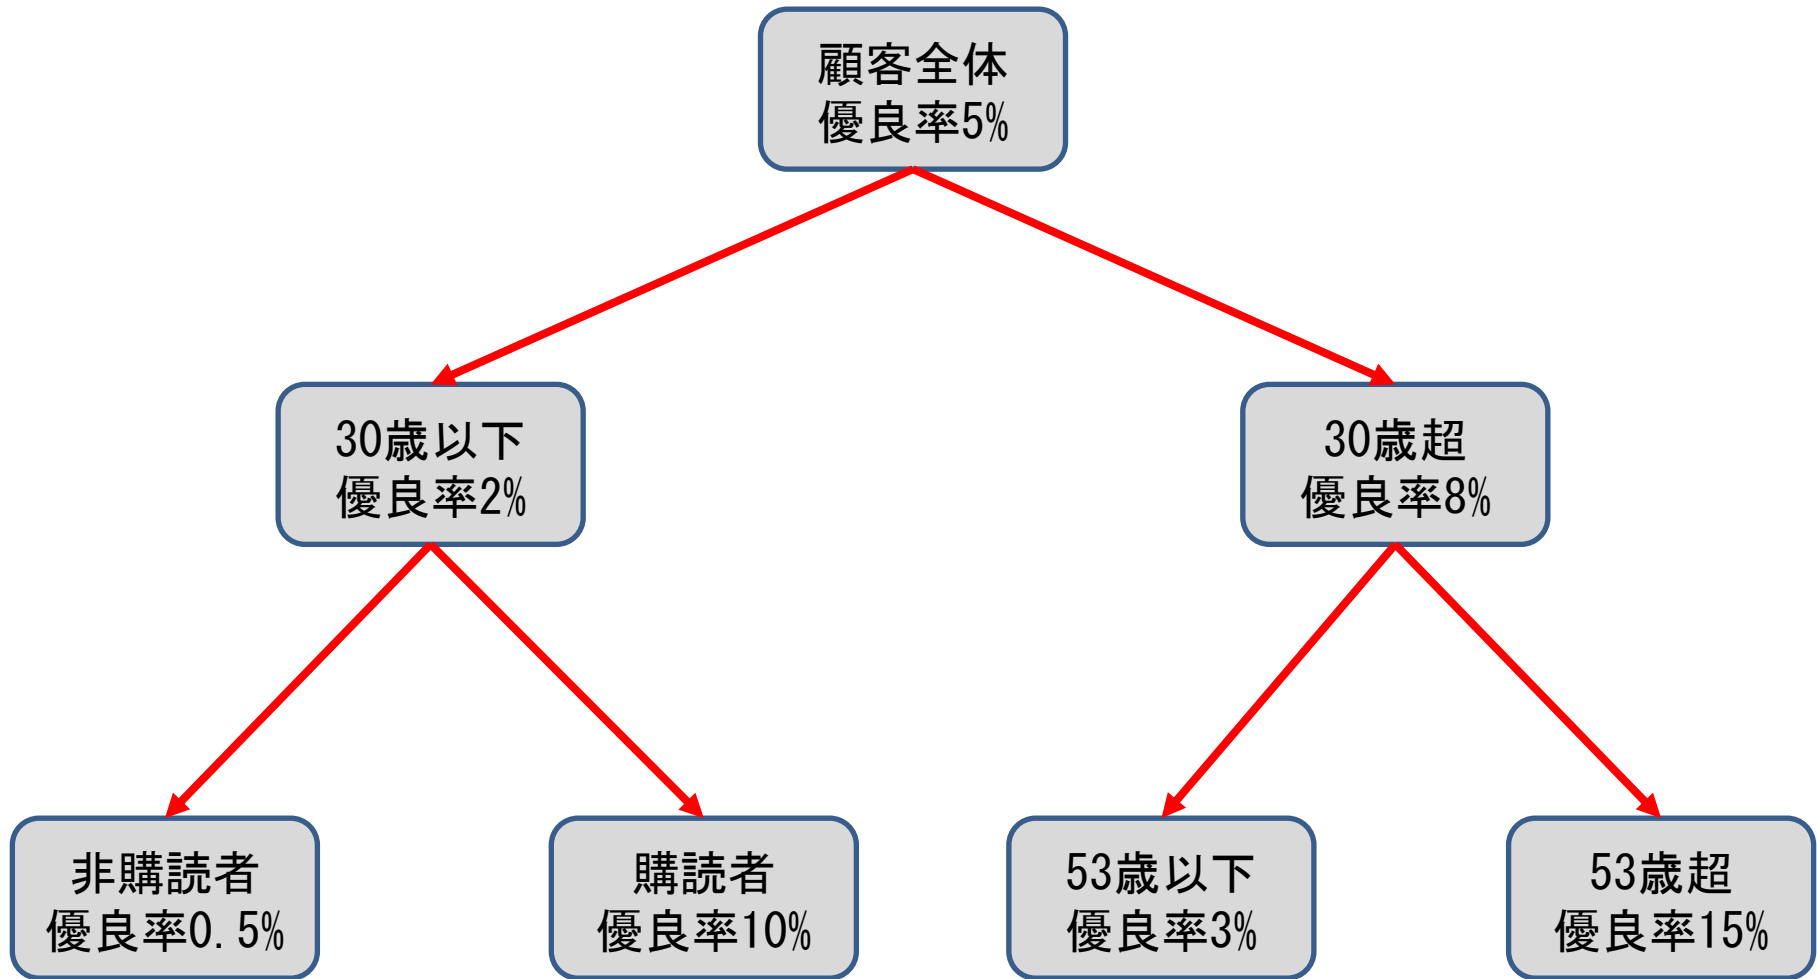 顧客全体
優良率5%
30歳以下
優良率2%
30歳超
優良率8%
非購読者
優良率0.5%
購読者
優良率10%
53歳以下
優良率3%
53歳超
優良率15%